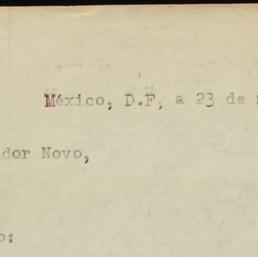 México, D.F, a 23 de
dor Novo,
o: